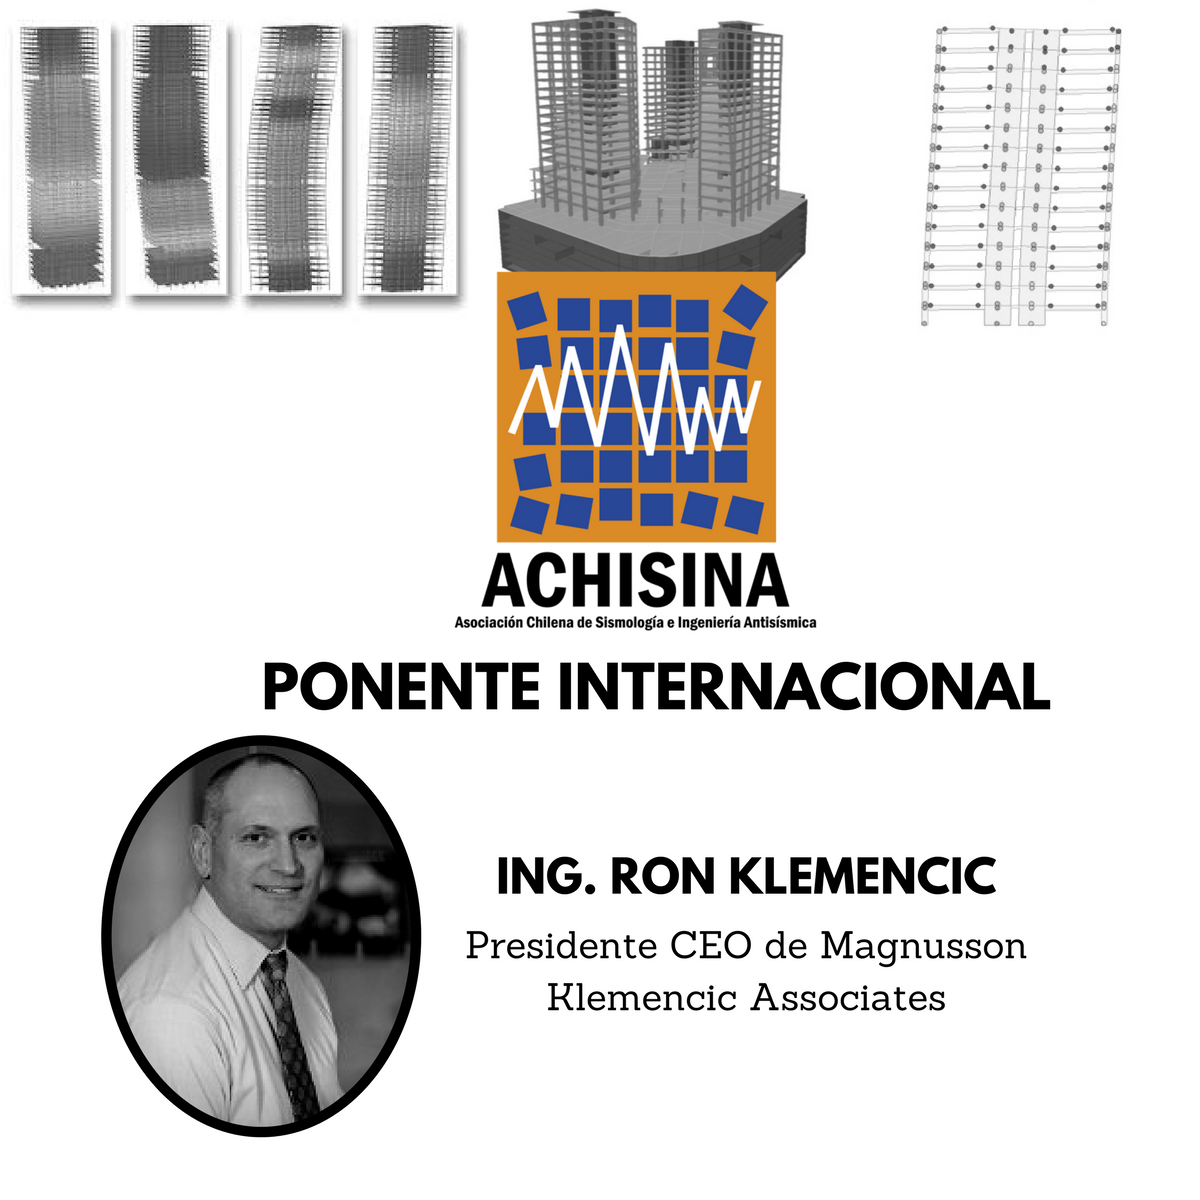 ACHISINA
Asociación Chilena de Sismología e Ingeniería Antisísmica
PONENTE INTERNACIONAL
ING. RON KLEMENCIC
Presidente CEO de Magnusson
Klemencic Associates